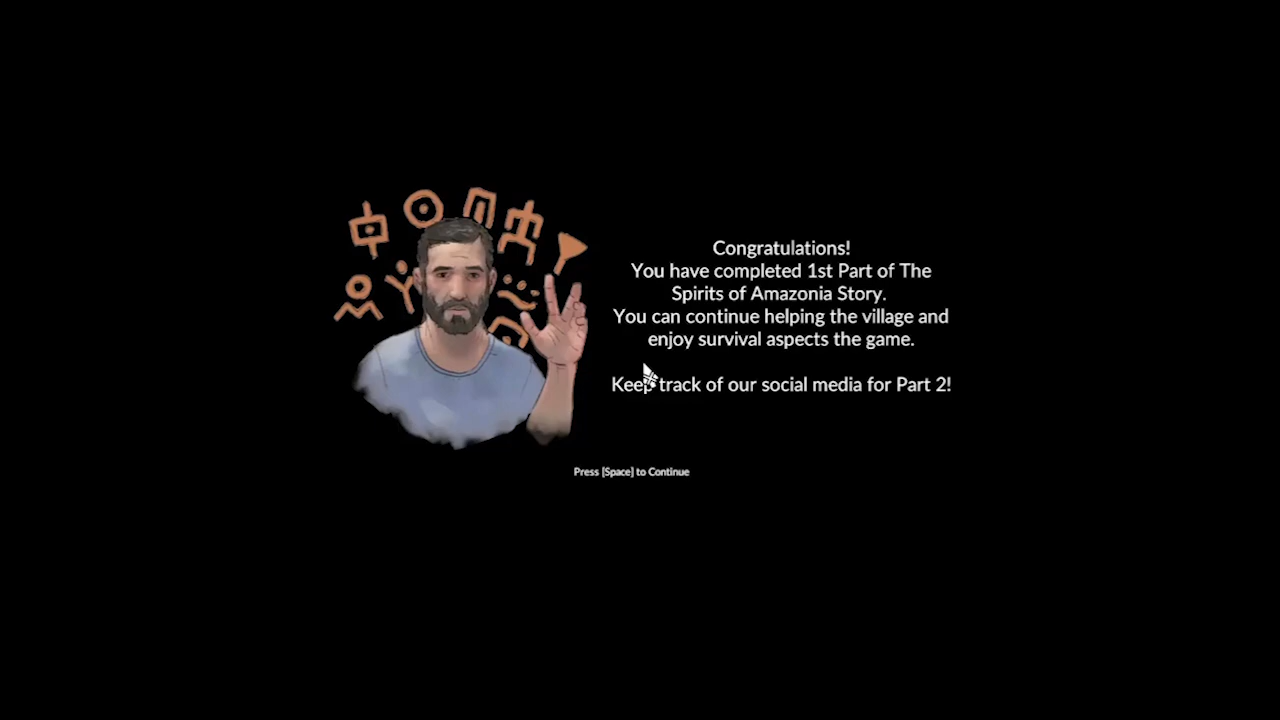 Congratulations!
You have completed 1st Part of The
Spirits of Amazonia Story.
You can continue helping the village and
enjoy survival aspects the game.
Keep track of our social media for Part 2!
Press [Space] to Continue